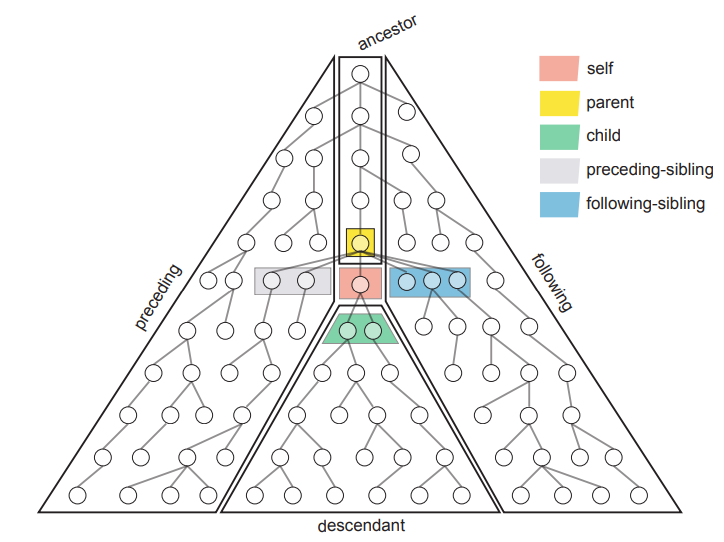 ancestor
self
parent
child
preceding-sibling
following-sibling
preceding
following
descendant